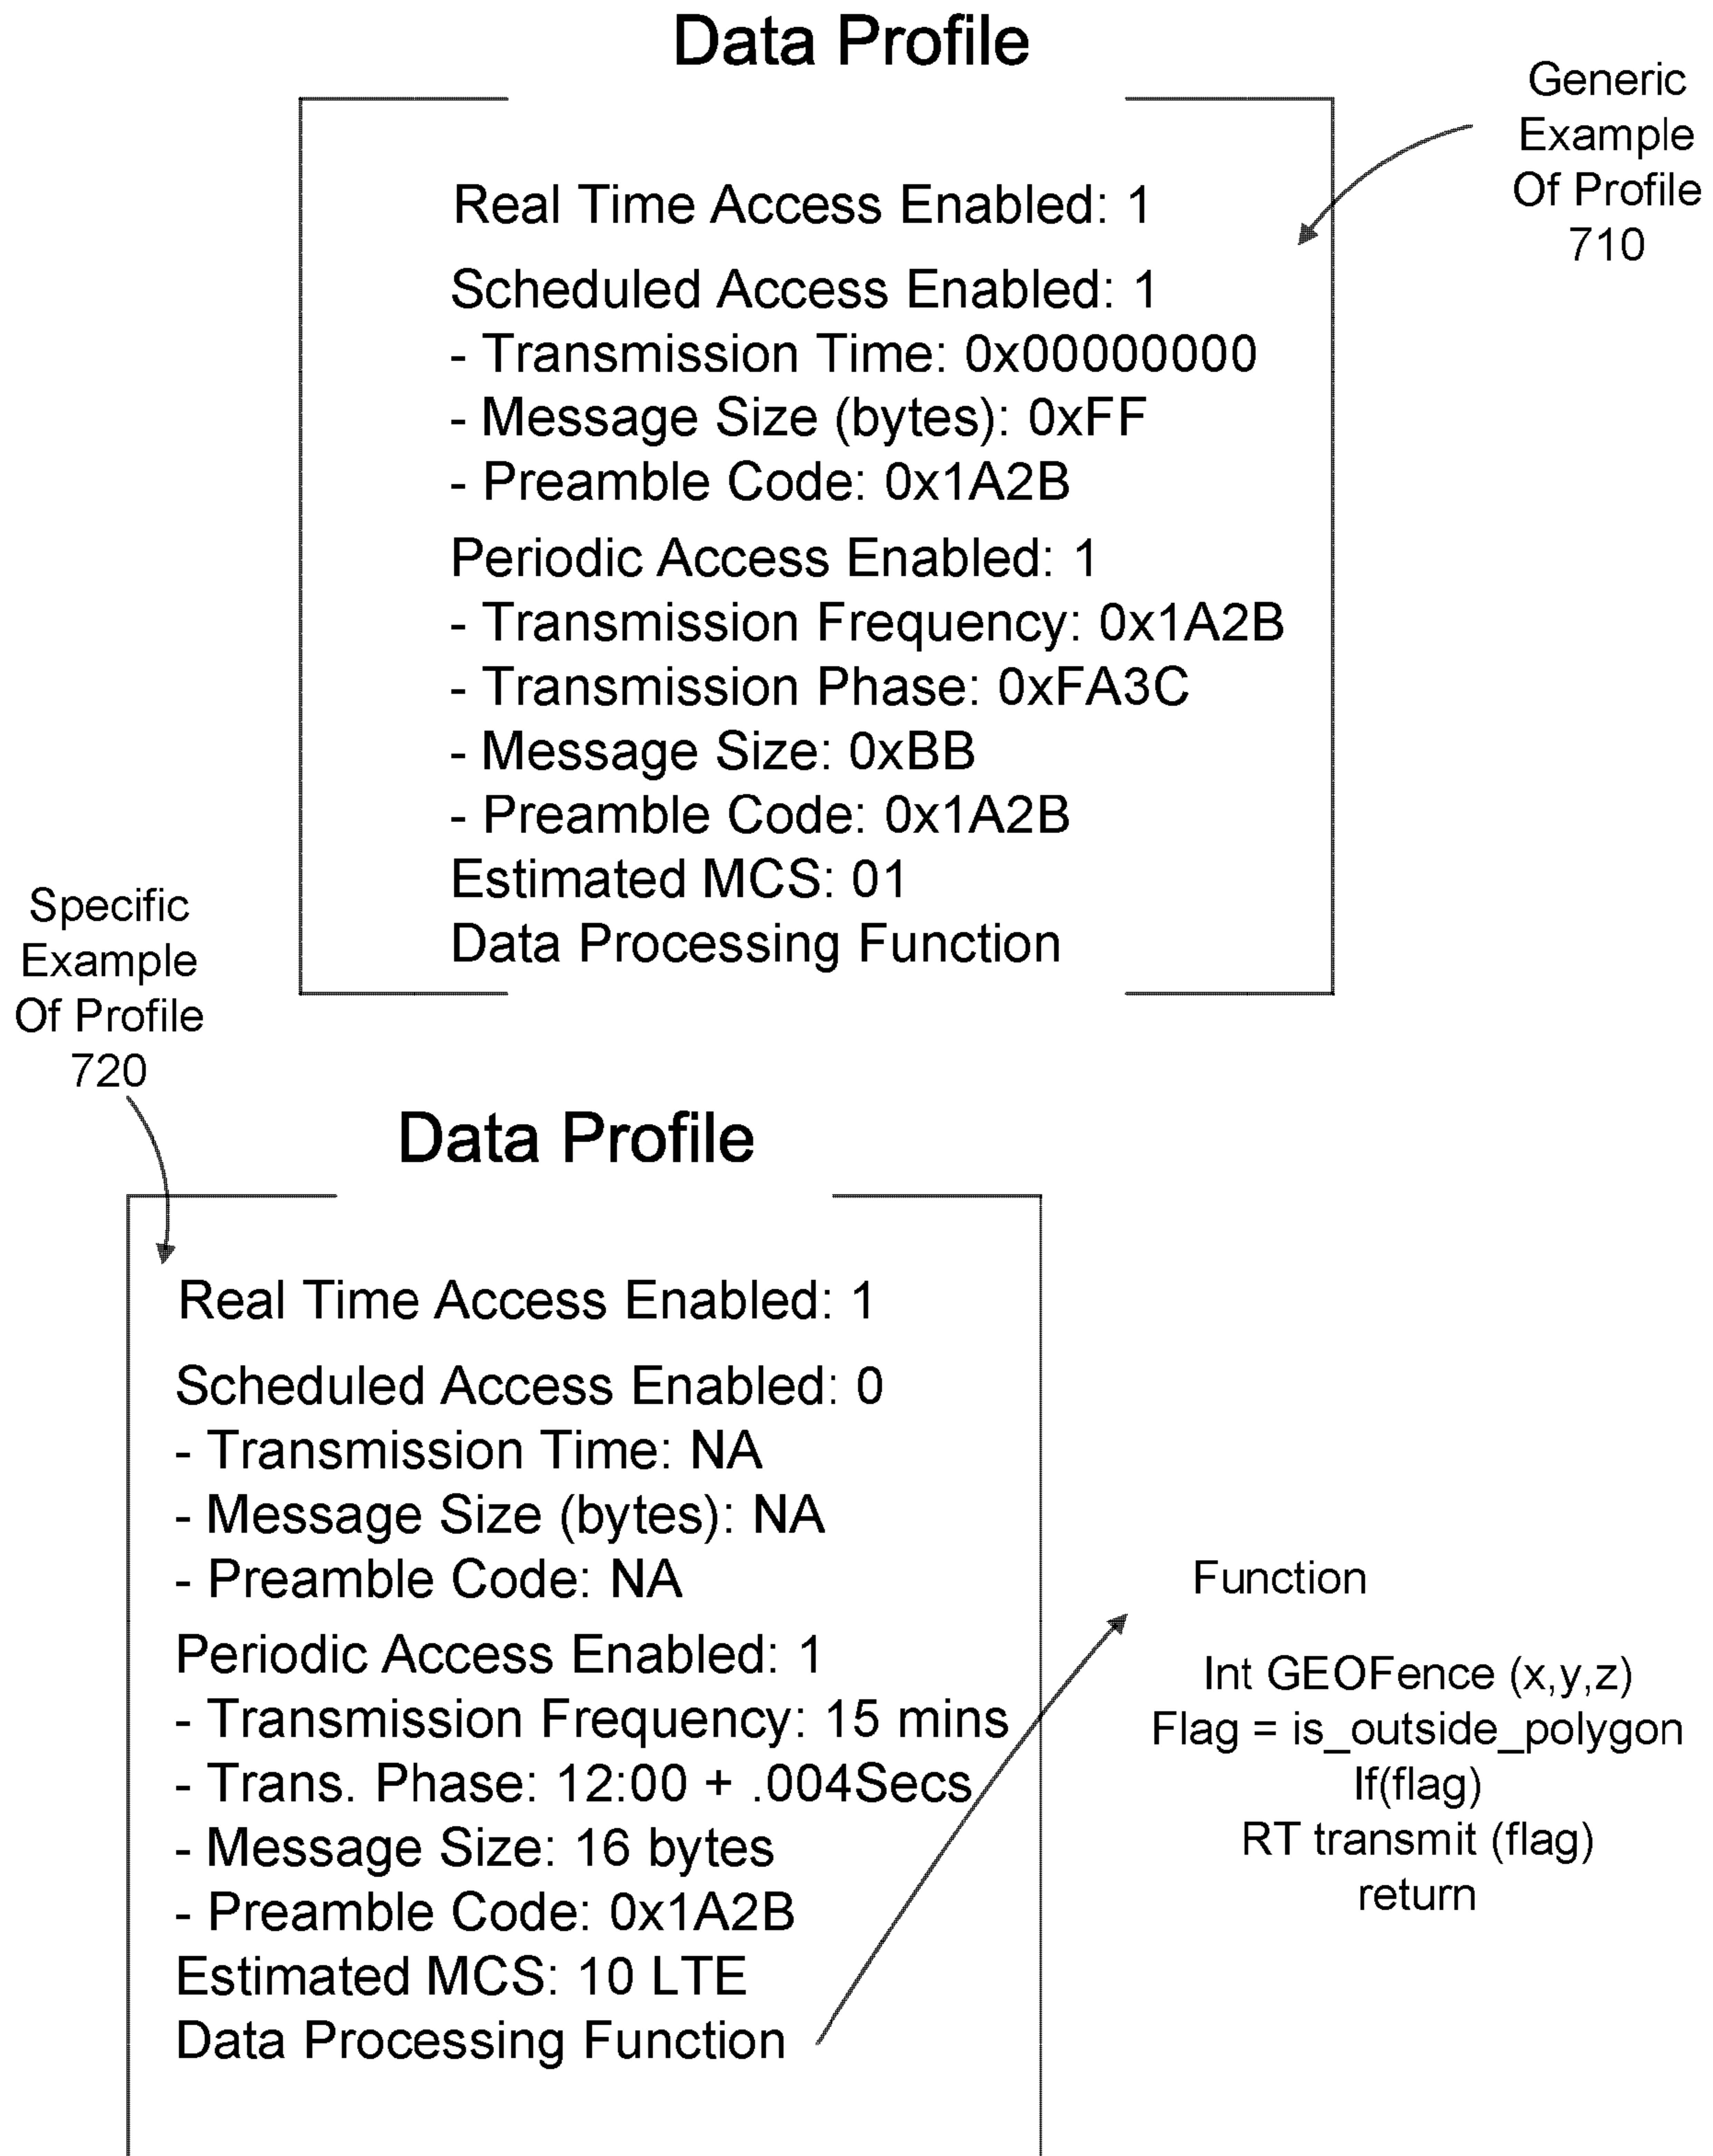 Data Profile
Generic
Example
Of Profile
710
Real Time Access Enabled: 1
Scheduled Access Enabled: 1
- Transmission Time: 0x00000000
- Message Size (bytes): 0xFF
- Preamble Code: 0x1A2B
Periodic Access Enabled: 1
- Transmission Frequency: 0x1A2B
- Transmission Phase: 0xFA3C
- Message Size: 0xBB
- Preamble Code: 0x1A2B
Estimated MCS: 01
Data Processing Function
Specific
Example
Of Profile
720
Data Profile
Real Time Access Enabled: 1
Scheduled Access Enabled: 0
- Transmission Time: NA
- Message Size (bytes): NA
- Preamble Code: NA
Periodic Access Enabled: 1
- Transmission Frequency: 15 mins
- Trans. Phase: 12:00 + .004Secs
- Message Size: 16 bytes
- Preamble Code: 0x1A2B
Estimated MCS: 10 LTE
Data Processing Function
Function
Int GEOFence (x,y,z)
Flag = is_outside_polygon
If(flag)
RT transmit (flag)
return